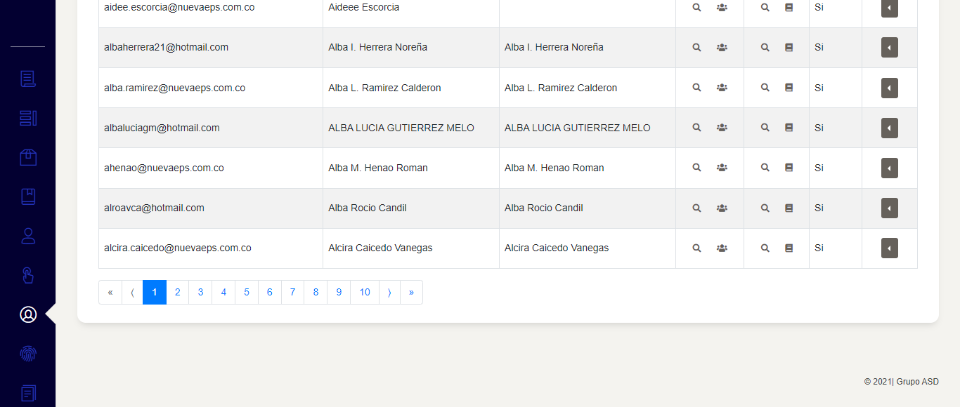 aidee.escorcia@nuevaeps.com.co Aideee Escorcia Si
albaherrera21@hotmail.com Alba I. Herrera Noreña Alba I. Herrera Noreña Si
alba.ramirez@nuevaeps.com.co Alba L. Ramirez Calderon Alba L. Ramirez Calderon Si
albaluciagm@hotmail.com ALBA LUCIA GUTIERREZ MELO ALBA LUCIA GUTIERREZ MELO Si
ahenao@nuevaeps.com.co Alba M. Henao Roman Alba M. Henao Roman Si
alroavca@hotmail.com Alba Rocio Candil Alba Rocio Candil Si
alcira.caicedo@nuevaeps.com.co Alcira Caicedo Vanegas Alcira Caicedo Vanegas Si
« ⟨ 1 2 3 4 5 6 7 8 9 10 ⟩ »
© 2021| Grupo ASD